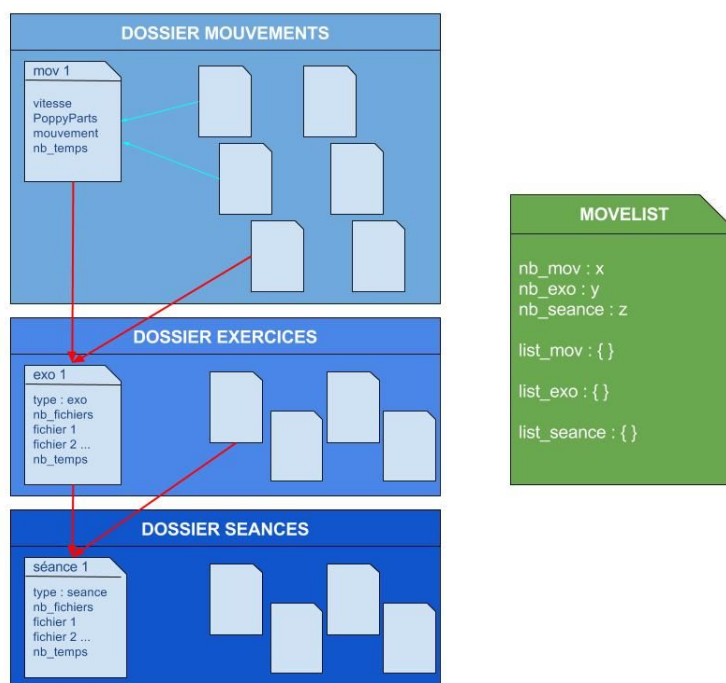 DOSSIER MOUVEMENTS
mov 1
vitesse
PoppyParts
mouvement
nb_temps
DOSSIER EXERCICES
exo 1
type : exo
nb_fichiers
fichier 1
fichier 2 ...
nb_temps
DOSSIER SEANCES
séance 1
type : seance
nb_fichiers
fichier 1
fichier 2 ...
nb_temps
MOVELIST
nb_mov : x
nb_exo : y
nb_seance : z
list_mov : { }
list_exo : { }
list_seance : { }